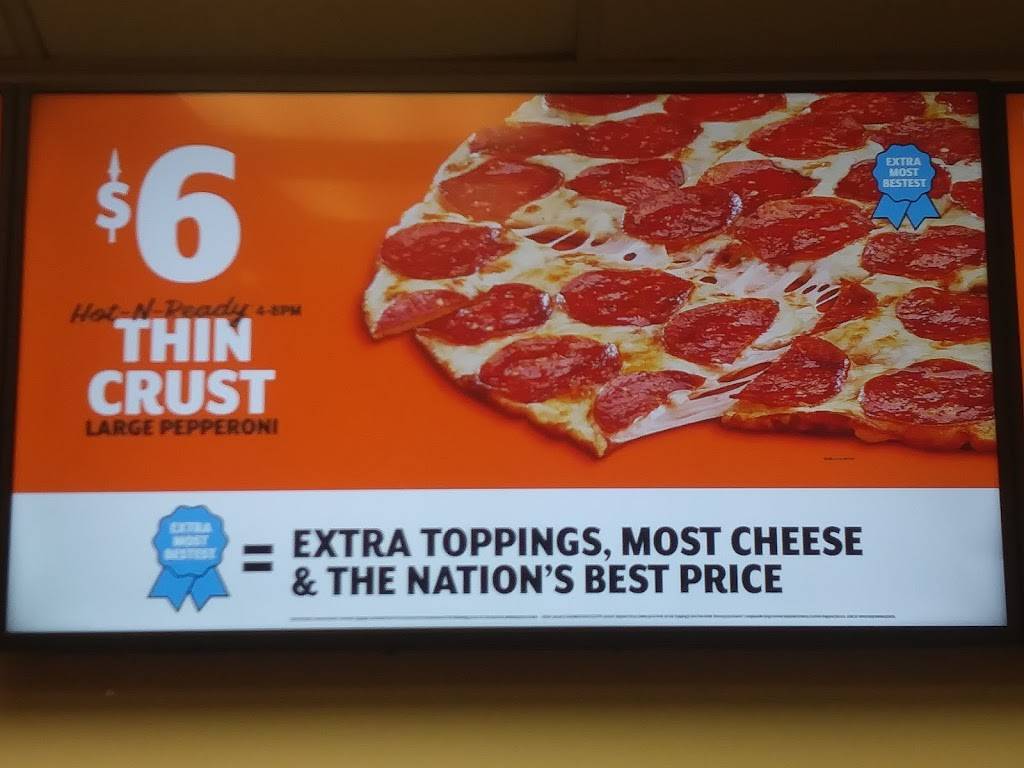 $6
Hot-N-Ready 4-8PM
THIN
CRUST
LARGE PEPPERONI
EXTRA
MOST
BESTEST
EXTRA
MOST
BESTEST
= EXTRA TOPPINGS, MOST CHEESE
& THE NATION'S BEST PRICE